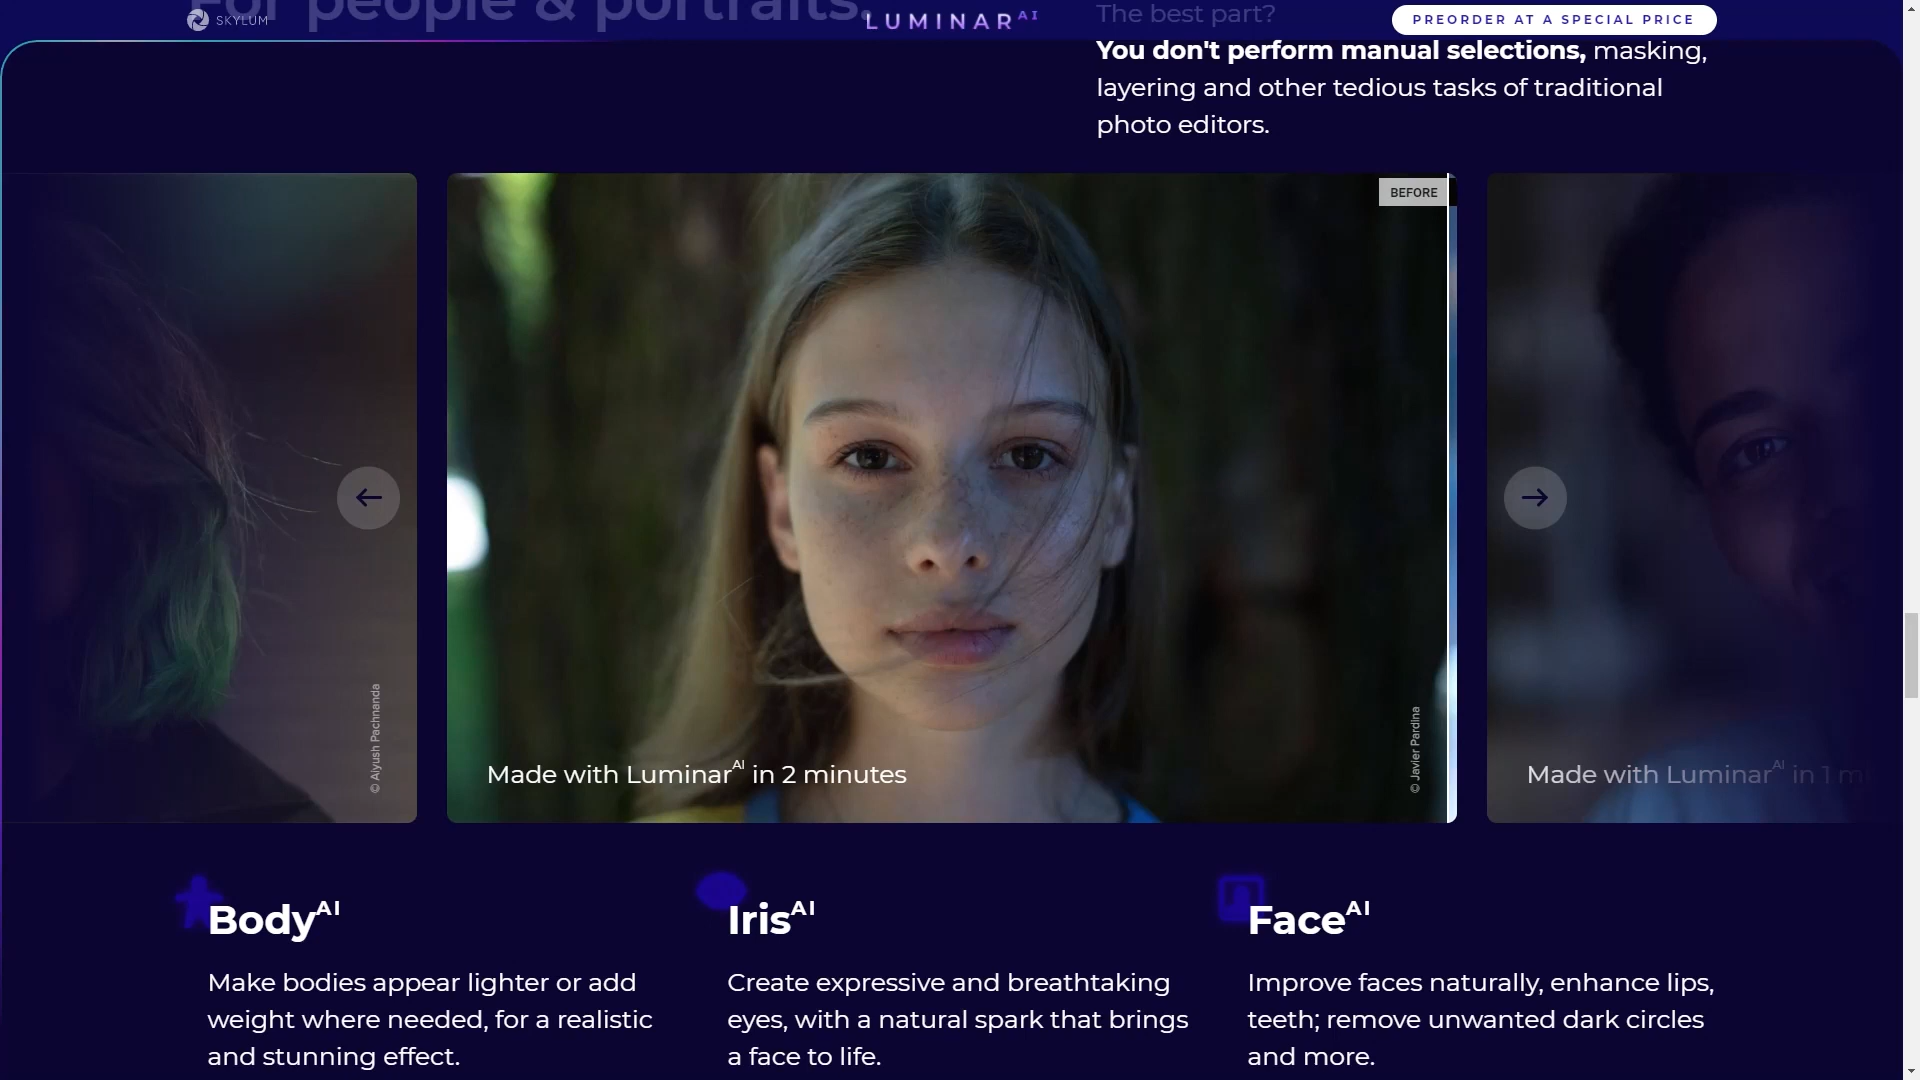 For people & portraits.
SKYLUM
LUMINAR AI
The best part?
PREORDER AT A SPECIAL PRICE
You don't perform manual selections, masking,
layering and other tedious tasks of traditional
photo editors.
BEFORE
© Aiyush Pachnanda
Made with Luminar AI in 2 minutes
© Javier Pardina
Made with Luminar AI in 1
Body AI
Make bodies appear lighter or add
weight where needed, for a realistic
and stunning effect.
Iris AI
Create expressive and breathtaking
eyes, with a natural spark that brings
a face to life.
Face AI
Improve faces naturally, enhance lips,
teeth; remove unwanted dark circles
and more.